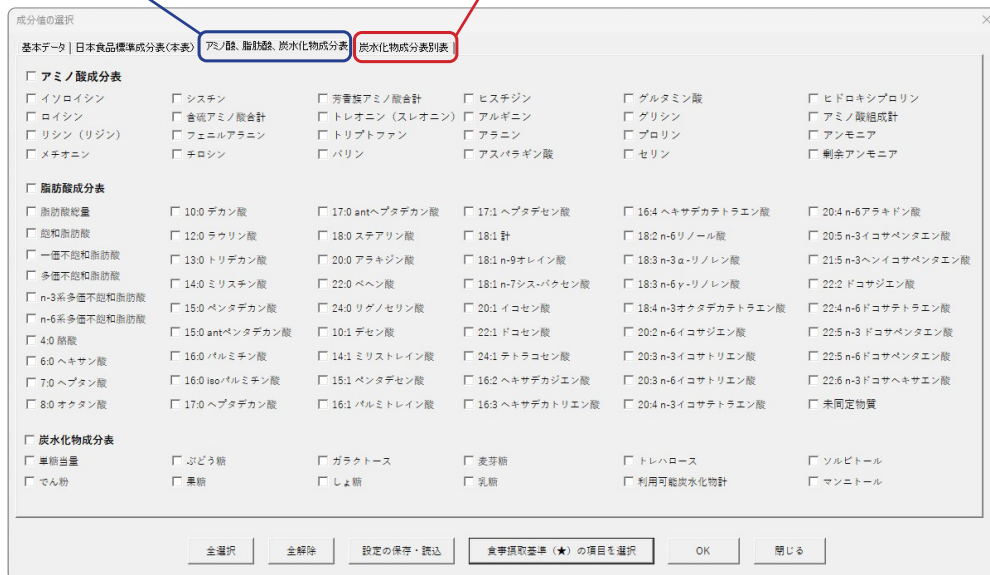 成分値の選択
基本データ 日本食品標準成分表(本表) アミノ酸、脂肪酸、炭水化物成分表 炭水化物成分表別表
アミノ酸成分表
イソロイシン シスチン 芳香族アミノ酸合計 ヒスチジン グルタミン酸 ヒドロキシプロリン
ロイシン 含硫アミノ酸合計 トレオニン（スレオニン） アルギニン グリシン アミノ酸組成計
リシン（リジン） フェニルアラニン トリプトファン アラニン プロリン アンモニア
メチオニン チロシン バリン アスパラギン酸 セリン 剰余アンモニア
脂肪酸成分表
脂肪酸総量 10:0 デカン酸 17:0 antヘプタデカン酸 17:1 ヘプタデセン酸 16:4 ヘキサデカテトラエン酸 20:4 n-6アラキドン酸
飽和脂肪酸 12:0 ラウリン酸 18:0 ステアリン酸 18:1 計 18:2 n-6リノール酸 20:5 n-3イコサペンタエン酸
一価不飽和脂肪酸 13:0 トリデカン酸 20:0 アラキジン酸 18:1 n-9オレイン酸 18:3 n-3 α-リノレン酸 21:5 n-3ヘンイコサペンタエン酸
多価不飽和脂肪酸 14:0 ミリスチン酸 22:0 ベヘン酸 18:1 n-7シス-バクセン酸 18:3 n-6 γ-リノレン酸 22:2 ドコサジエン酸
n-3系多価不飽和脂肪酸 15:0 ペンタデカン酸 24:0 リグノセリン酸 20:1 イコセン酸 18:4 n-3オクタデカテトラエン酸 22:4 n-6ドコサテトラエン酸
n-6系多価不飽和脂肪酸 15:0 antペンタデカン酸 10:1 デセン酸 22:1 ドコセン酸 20:2 n-6イコサジエン酸 22:5 n-3 ドコサペンタエン酸
4:0 酪酸 16:0 パルミチン酸 14:1 ミリストレイン酸 24:1 テトラコセン酸 20:3 n-3イコサトリエン酸 22:5 n-6ドコサペンタエン酸
6:0 ヘキサン酸 16:0 isoパルミチン酸 15:1 ペンタデセン酸 16:2 ヘキサデカジエン酸 20:3 n-6イコサトリエン酸 22:6 n-3ドコサヘキサエン酸
7:0 ヘプタン酸 17:0 ヘプタデカン酸 16:1 パルミトレイン酸 16:3 ヘキサデカトリエン酸 20:4 n-3イコサテトラエン酸 未同定物質
8:0 オクタン酸
炭水化物成分表
単糖当量 ぶどう糖 ガラクトース 麦芽糖 トレハロース ソルビトール
でん粉 果糖 しょ糖 乳糖 利用可能炭水化物計 マンニトール
全選択 全解除 設定の保存・読込 食事摂取基準（★）の項目を選択 OK 閉じる